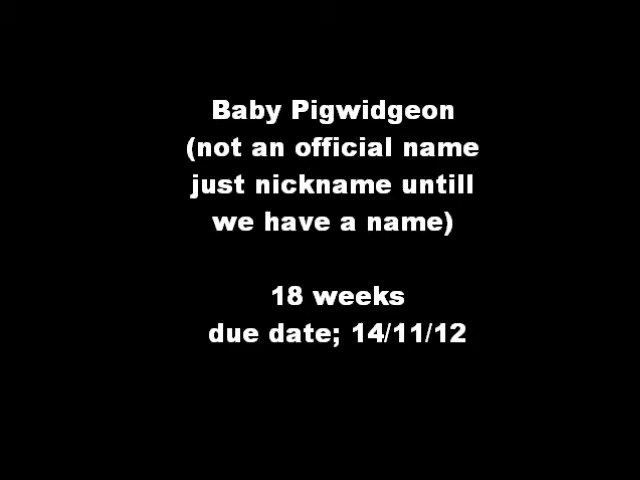 Baby Pigwidgeon
(not an official name
just nickname untill
we have a name)
18 weeks
due date; 14/11/12